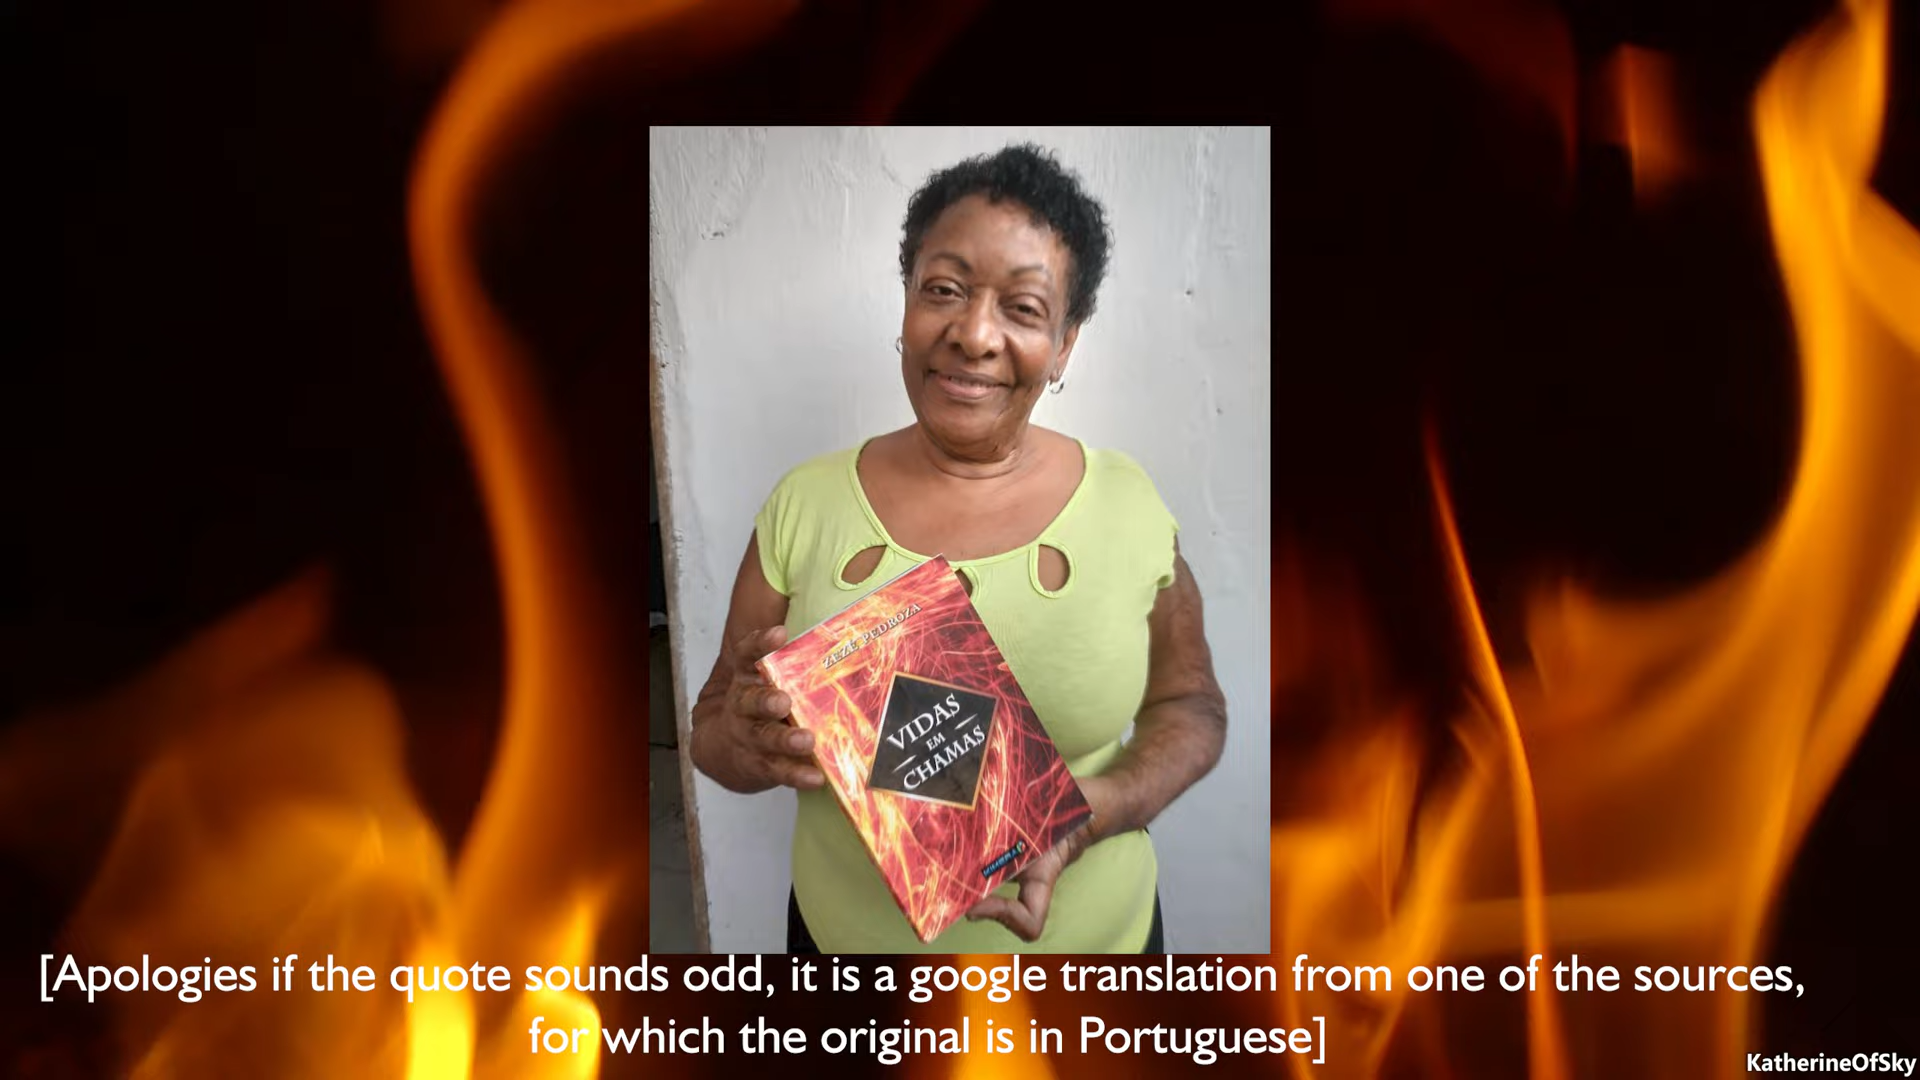 ZEZÉ PEDROZA
VIDAS
EM
CHAMAS
[Apologies if the quote sounds odd, it is a google translation from one of the sources,
for which the original is in Portuguese]
KatherineOfSky